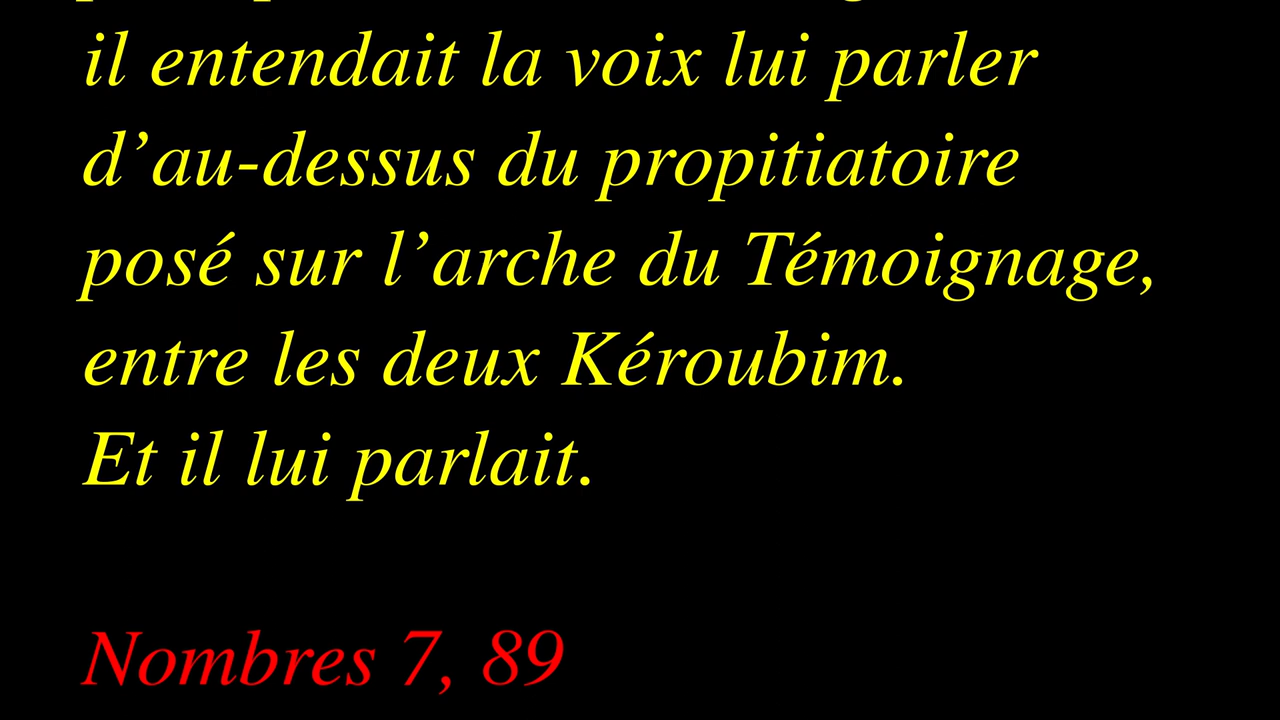 il entendait la voix lui parler
d’au-dessus du propitiatoire
posé sur l’arche du Témoignage,
entre les deux Kéroubim.
Et il lui parlait.
Nombres 7, 89